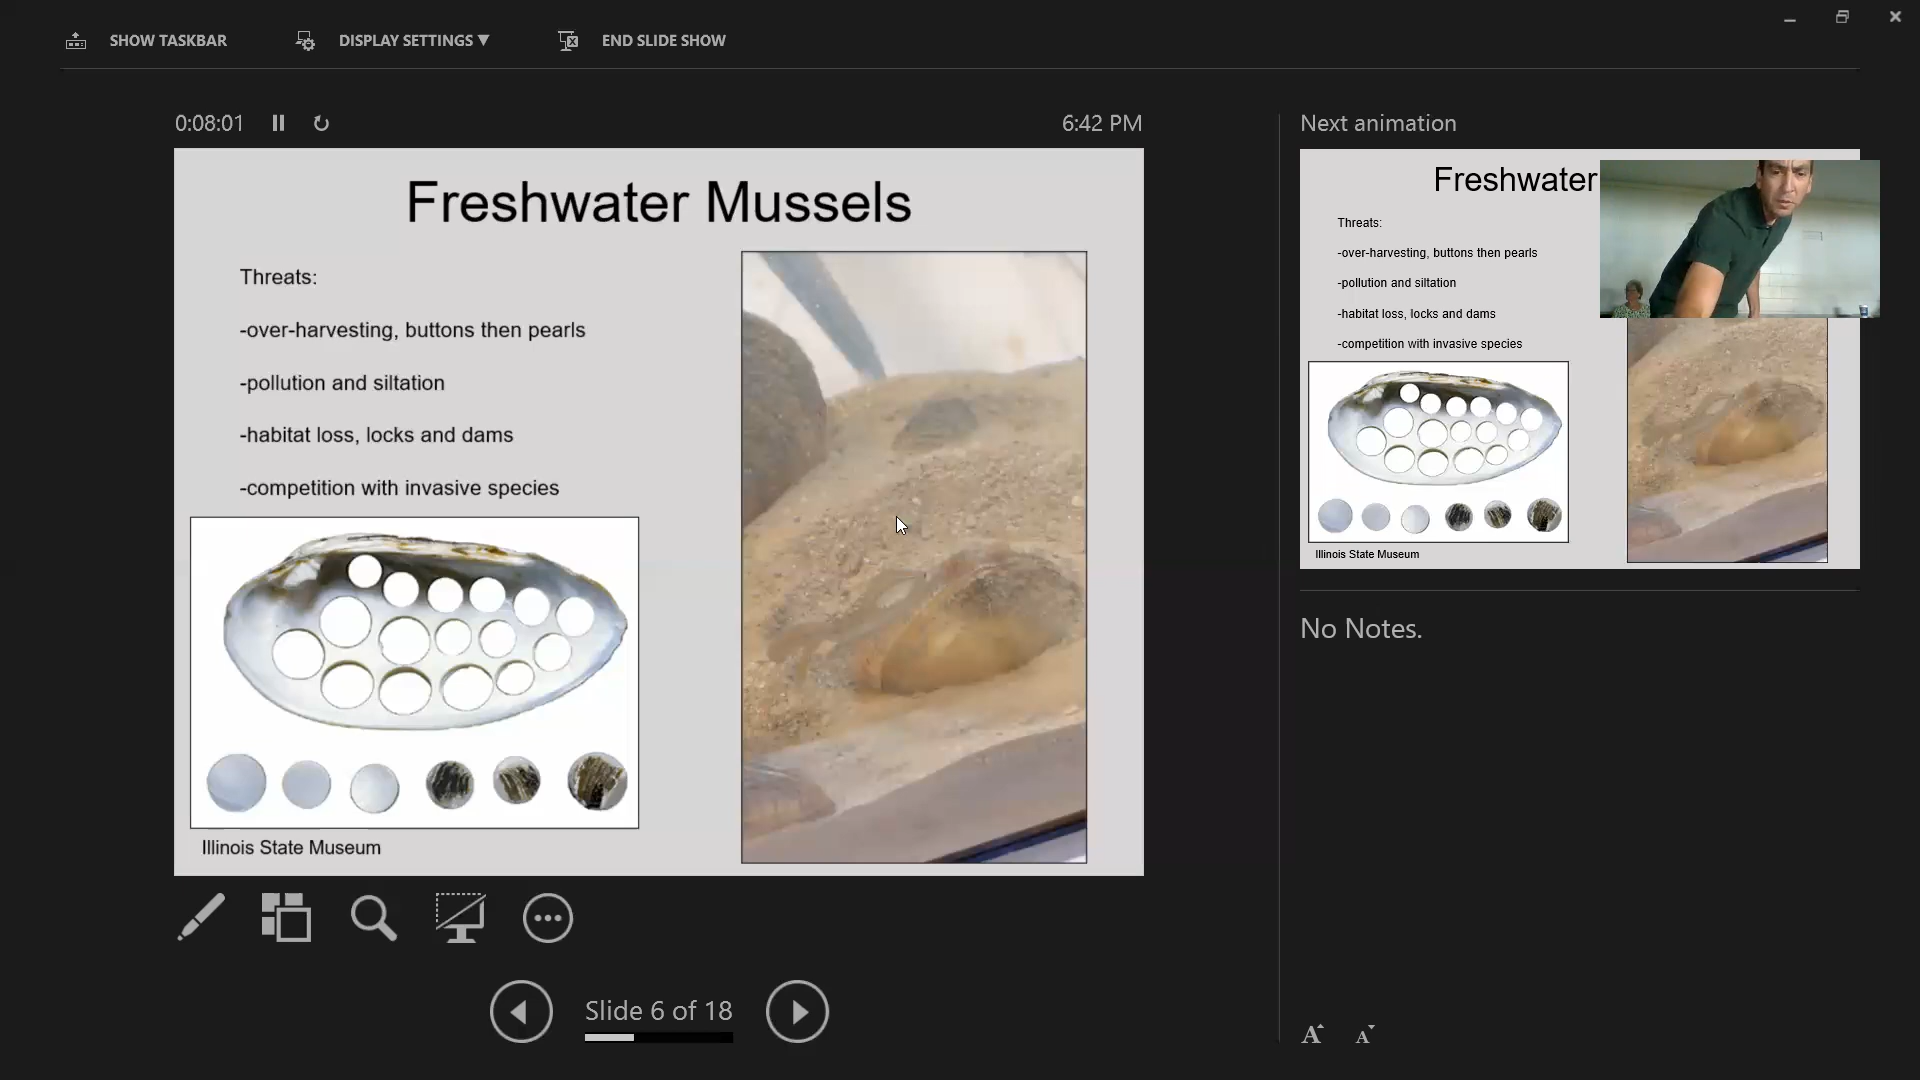 SHOW TASKBAR
DISPLAY SETTINGS ▼
END SLIDE SHOW
0:08:01
6:42 PM
Freshwater Mussels
Threats:
-over-harvesting, buttons then pearls
-pollution and siltation
-habitat loss, locks and dams
-competition with invasive species
Illinois State Museum
Slide 6 of 18
Next animation
Freshwater
Threats:
-over-harvesting, buttons then pearls
-pollution and siltation
-habitat loss, locks and dams
-competition with invasive species
Illinois State Museum
No Notes.
A A